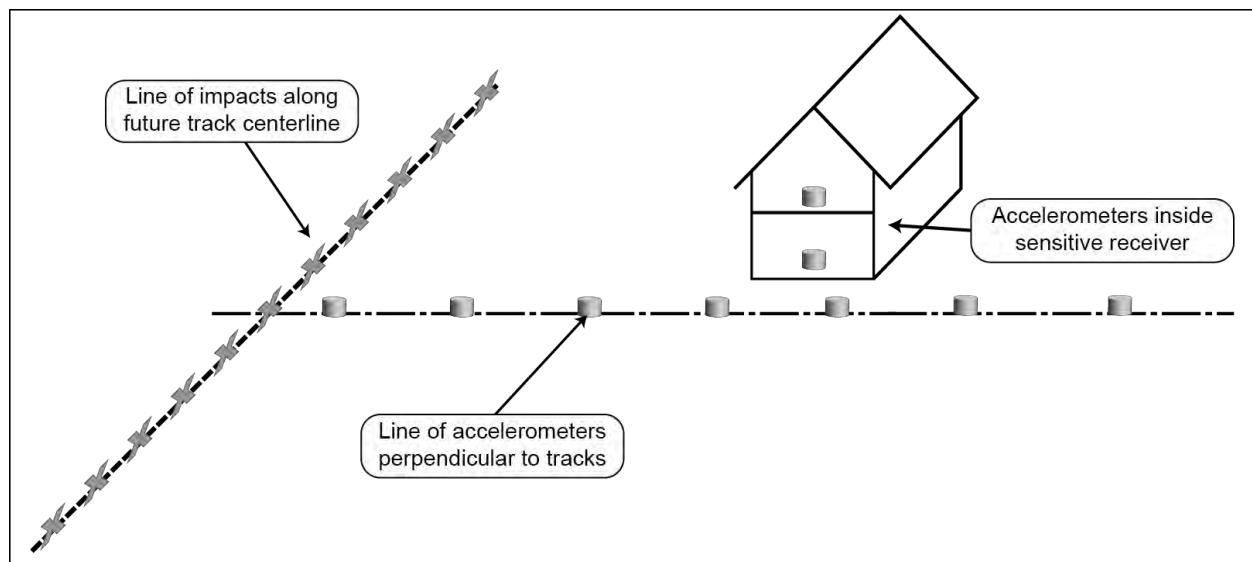 Line of impacts along
future track centerline
Accelerometers inside
sensitive receiver
Line of accelerometers
perpendicular to tracks